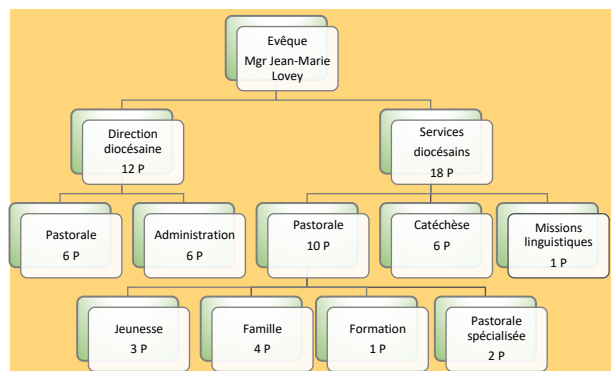 Evêque
Mgr Jean-Marie
Lovey
Direction
diocésaine
12 P
Services
diocésains
18 P
Pastorale
6 P
Administration
6 P
Pastorale
10 P
Catéchèse
6 P
Missions
linguistiques
1 P
Jeunesse
3 P
Famille
4 P
Formation
1 P
Pastorale
spécialisée
2 P